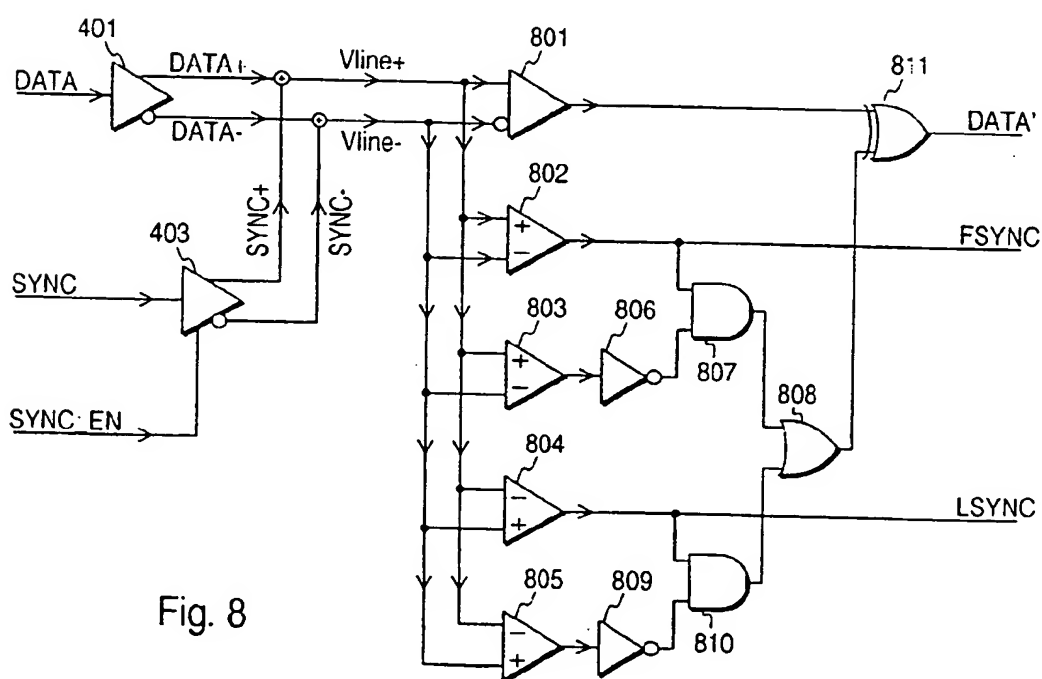 401
DATA
DATA+
DATA-
Vline+
Vline-
801
811
DATA'
SYNC+
SYNC-
403
SYNC
SYNC EN
802
FSYNC
803
806
807
808
804
LSYNC
805
809
810
Fig. 8